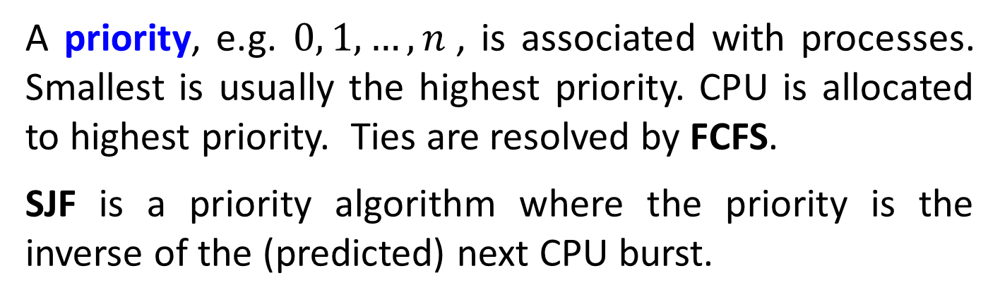 A priority, e.g. 0, 1, … , n , is associated with processes.
Smallest is usually the highest priority. CPU is allocated
to highest priority. Ties are resolved by FCFS.
SJF is a priority algorithm where the priority is the
inverse of the (predicted) next CPU burst.